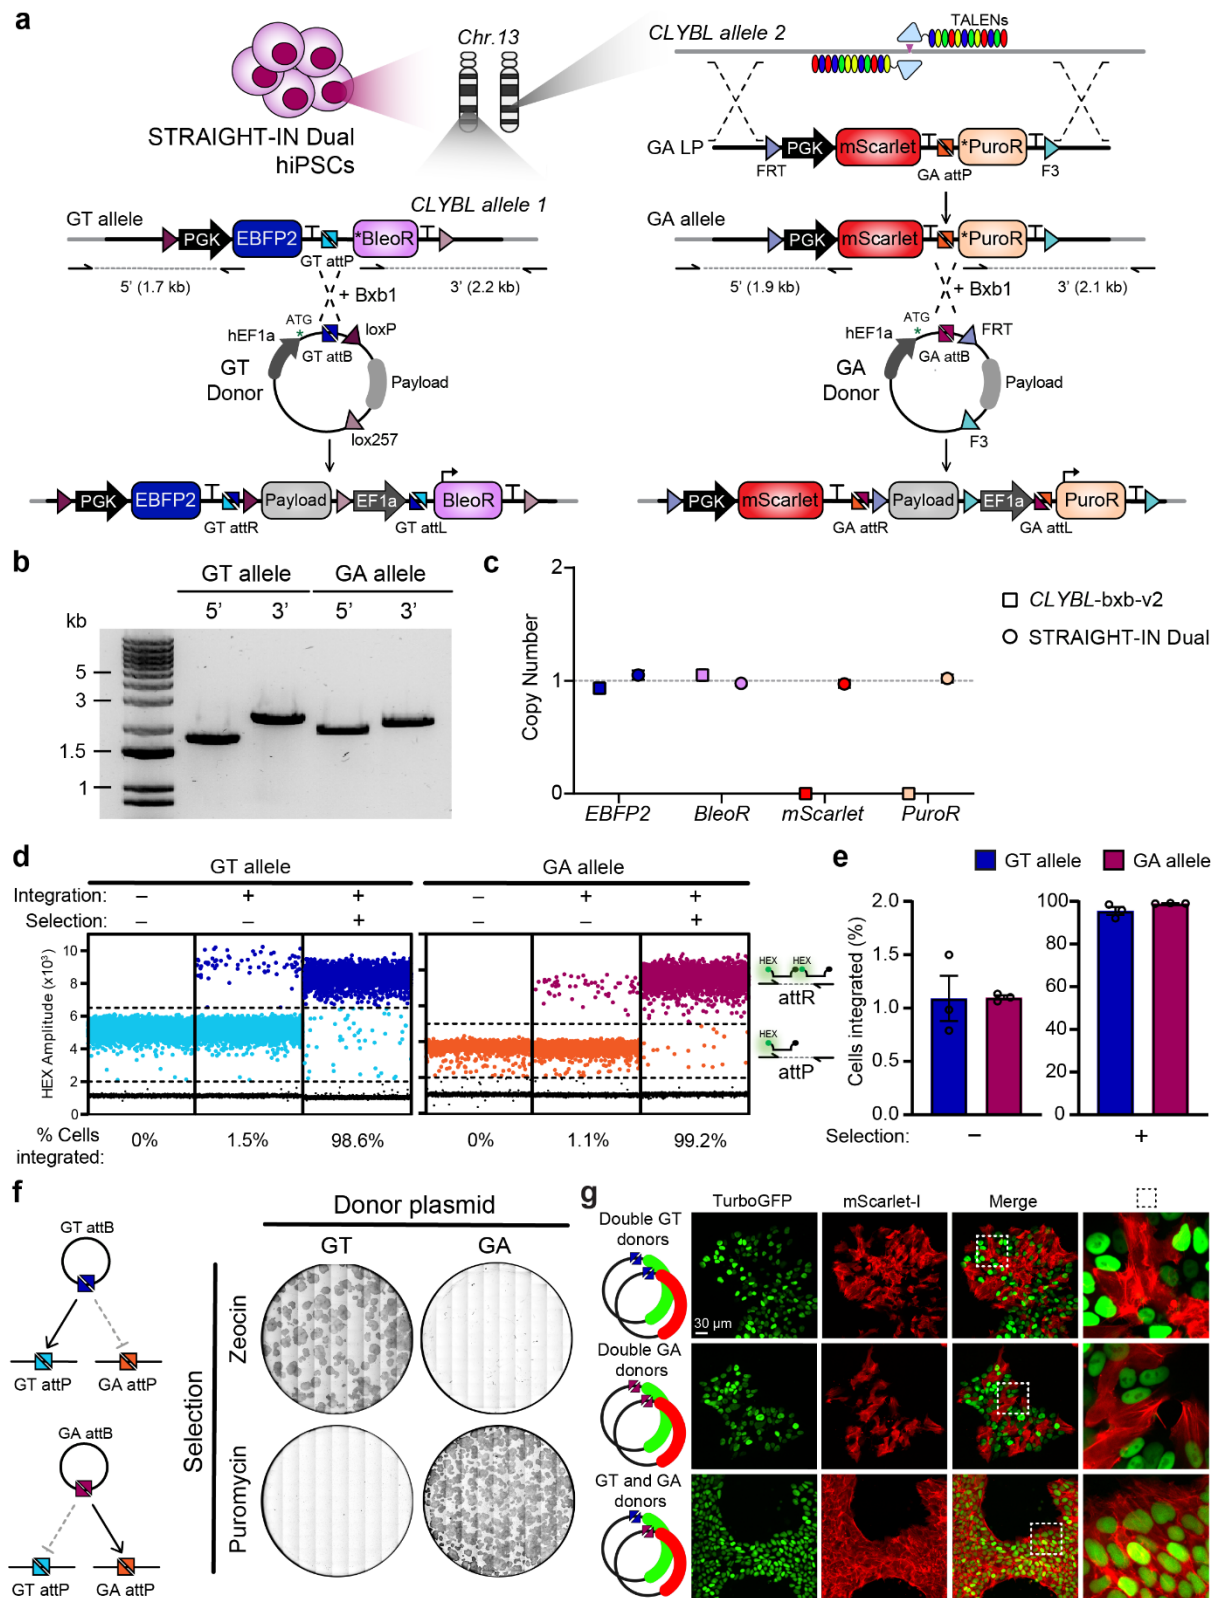 a
Chr.13
CLYBL allele 2
TALENs
STRAIGHT-IN Dual
hiPSCs
GA LP
PGK
mScarlet
*PuroR
FRT
GA attP
F3
CLYBL allele 1
GT allele
PGK
EBFP2
*BleoR
GT attP
5' (1.7 kb)
3' (2.2 kb)
+ Bxb1
GA allele
PGK
mScarlet
*PuroR
5' (1.9 kb)
3' (2.1 kb)
+ Bxb1
ATG
*
hEF1a
loxP
GT attB
GT
Donor
Payload
lox257
ATG
*
hEF1a
FRT
GA attB
GA
Donor
Payload
F3
PGK
EBFP2
Payload
EF1a
BleoR
GT attR
GT attL
PGK
mScarlet
Payload
EF1a
PuroR
GA attR
GA attL
b
GT allele
GA allele
5'
3'
5'
3'
kb
5
3
1.5
1
c
Copy Number
2
1
0
EBFP2
BleoR
mScarlet
PuroR
CLYBL-bxb-v2
STRAIGHT-IN Dual
d
GT allele
GA allele
Integration: – + + – + +
Selection: – – + – – +
HEX Amplitude (x10³)
10
8
6
4
2
0
HEX
HEX
attR
HEX
attP
% Cells
integrated:
0% 1.5% 98.6% 0% 1.1% 99.2%
e
GT allele
GA allele
Cells integrated (%)
2.0
1.5
1.0
0.5
0.0
100
80
60
40
20
0
Selection: – +
f
GT attB
GT attP
GA attP
GA attB
GT attP
GA attP
Donor plasmid
GT
GA
Selection
Zeocin
Puromycin
g
TurboGFP
mScarlet-I
Merge
Double GT
donors
30 µm
Double GA
donors
GT and GA
donors